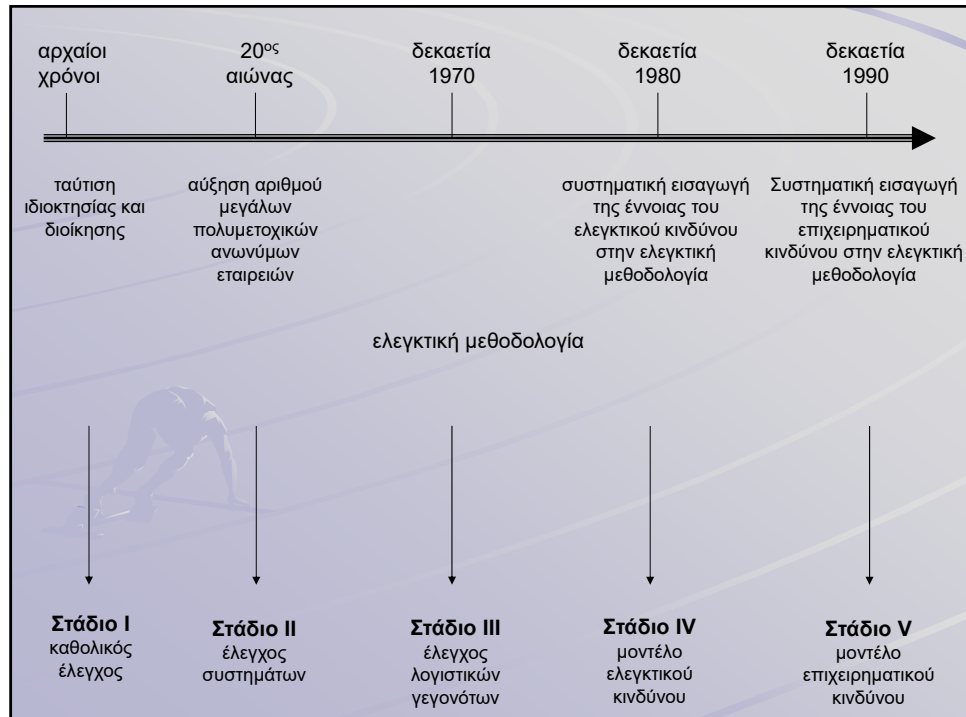 αρχαίοι
χρόνοι
20ος
αιώνας
δεκαετία
1970
δεκαετία
1980
δεκαετία
1990
ταύτιση
ιδιοκτησίας και
διοίκησης
αύξηση αριθμού
μεγάλων
πολυμετοχικών
ανωνύμων
εταιρειών
συστηματική εισαγωγή
της έννοιας του
ελεγκτικού κινδύνου
στην ελεγκτική
μεθοδολογία
Συστηματική εισαγωγή
της έννοιας του
επιχειρηματικού
κινδύνου στην ελεγκτική
μεθοδολογία
ελεγκτική μεθοδολογία
Στάδιο Ι
καθολικός
έλεγχος
Στάδιο ΙΙ
έλεγχος
συστημάτων
Στάδιο ΙΙΙ
έλεγχος
λογιστικών
γεγονότων
Στάδιο IV
μοντέλο
ελεγκτικού
κινδύνου
Στάδιο V
μοντέλο
επιχειρηματικού
κινδύνου